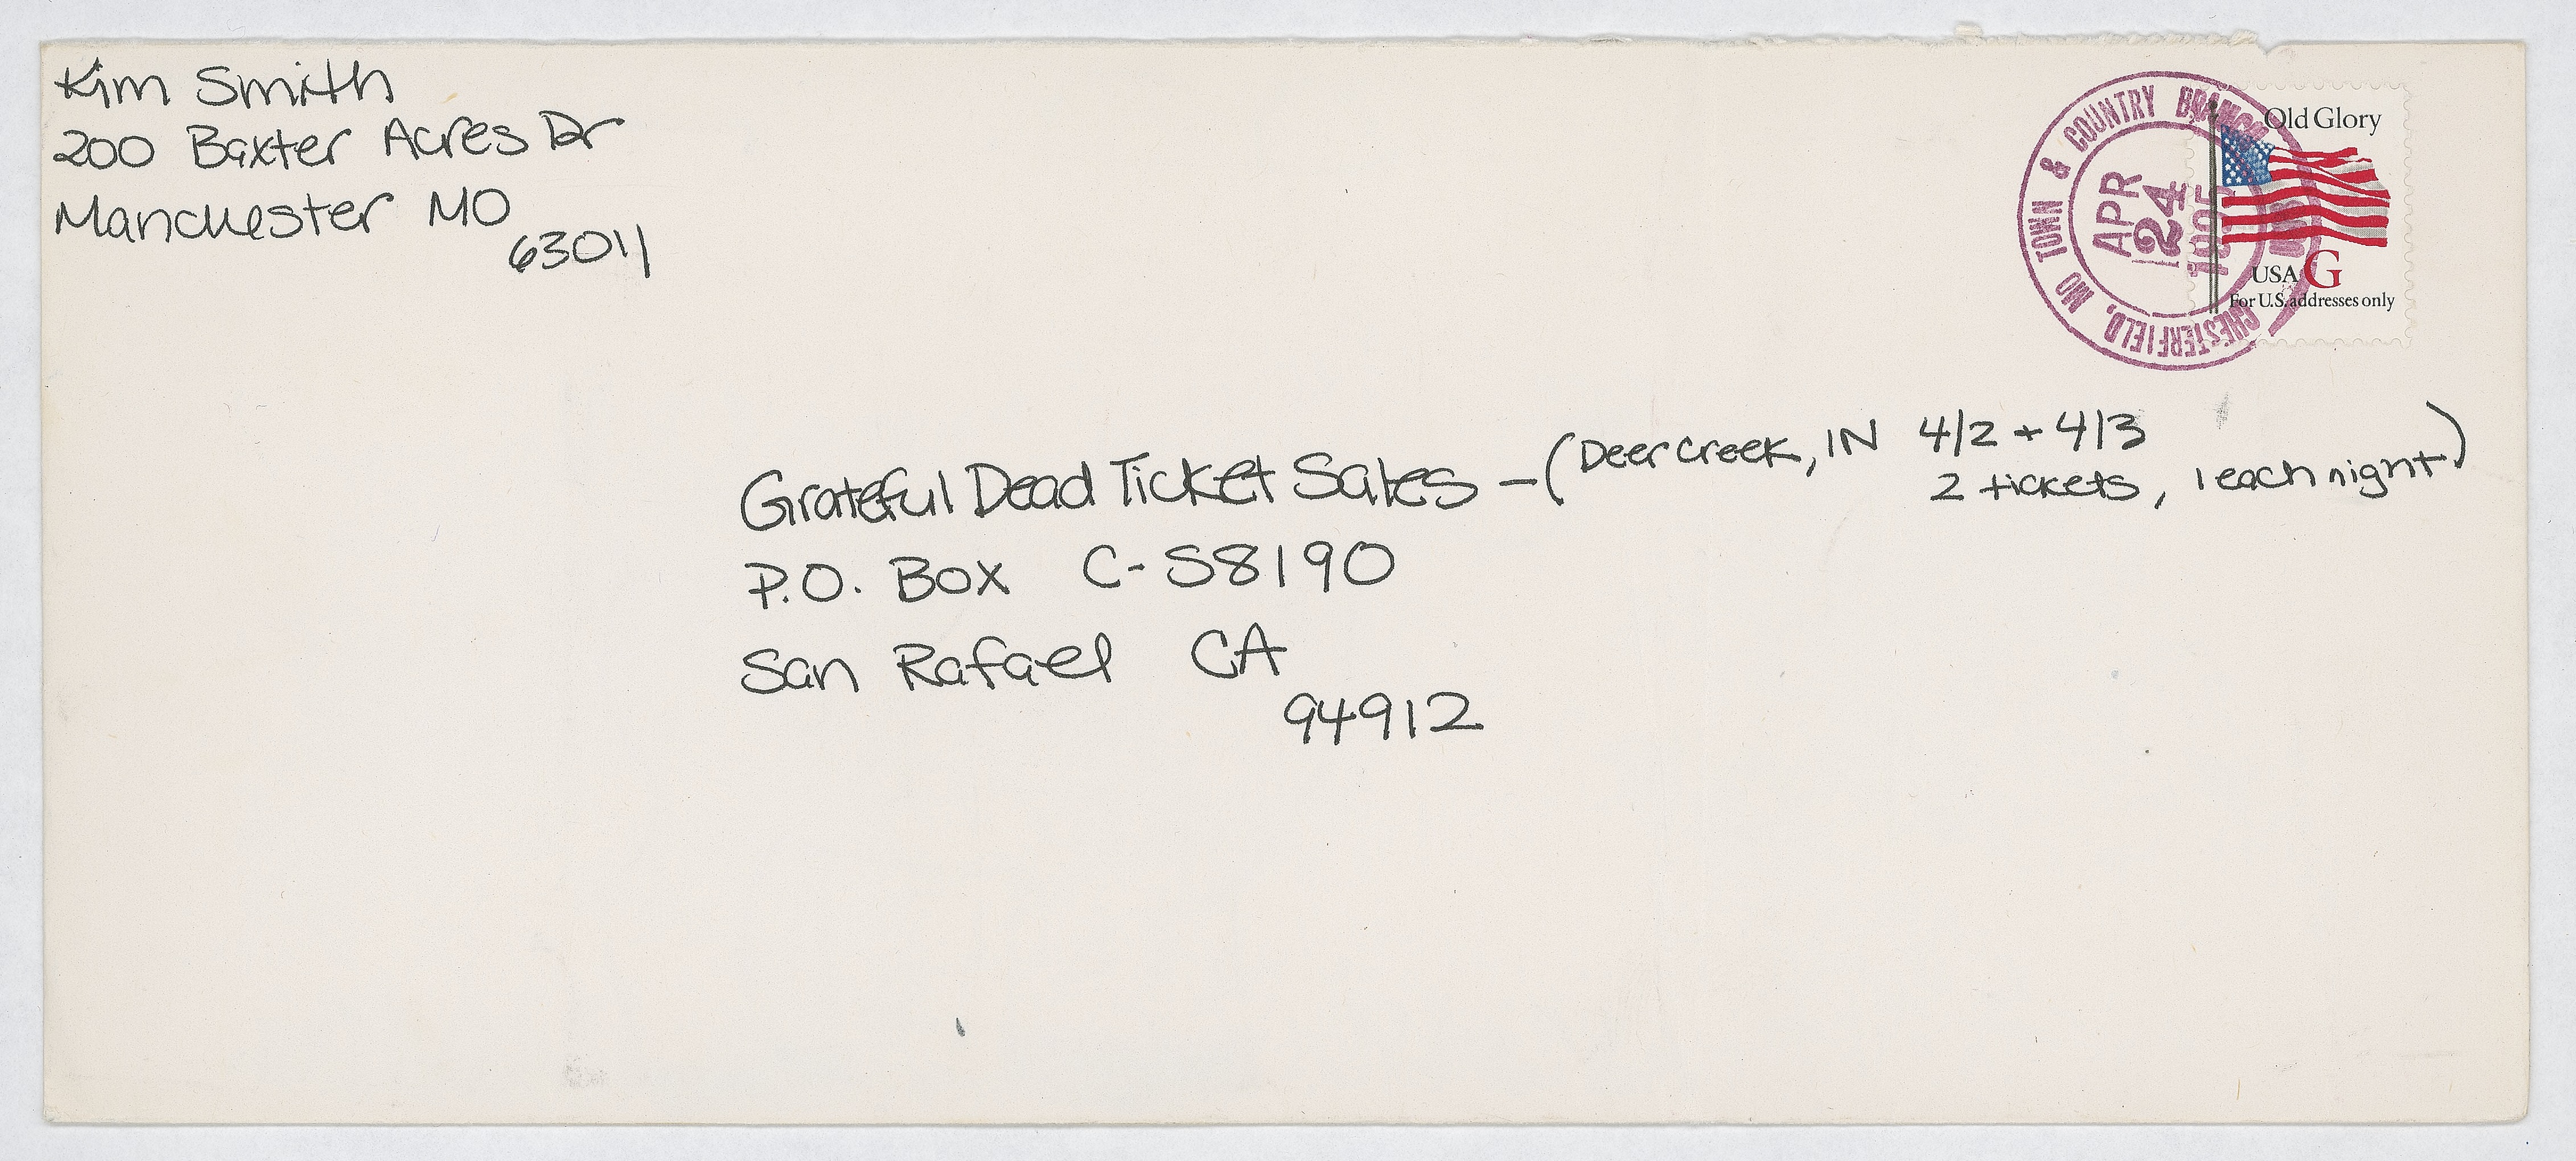 Kim Smith
200 Baxter Acres Dr
Manchester MO
63011
CHESTERFIELD, MO TOWN & COUNTRY BRANCH
APR
24
1995
USPS
Old Glory
USA G
For U.S. addresses only
Grateful Dead Ticket Sales – (Deer Creek, IN 4/2 + 4/3
2 tickets, 1 each night)
P.O. Box C-S8190
San Rafael CA
94912